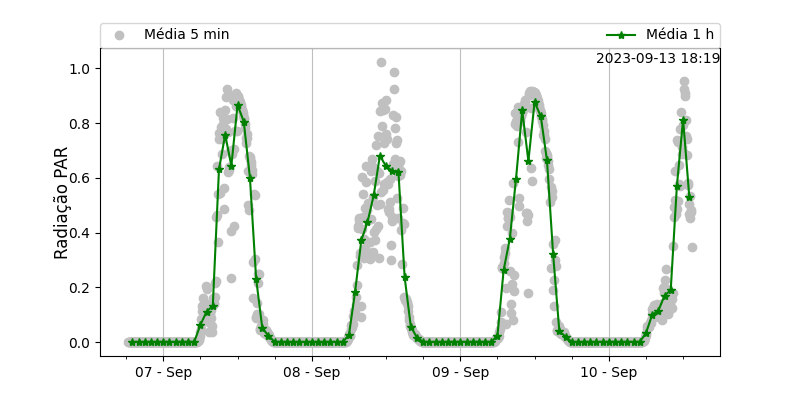 Média 5 min
Média 1 h
2023-09-13 18:19
Radiação PAR
1.0
0.8
0.6
0.4
0.2
0.0
07 - Sep
08 - Sep
09 - Sep
10 - Sep